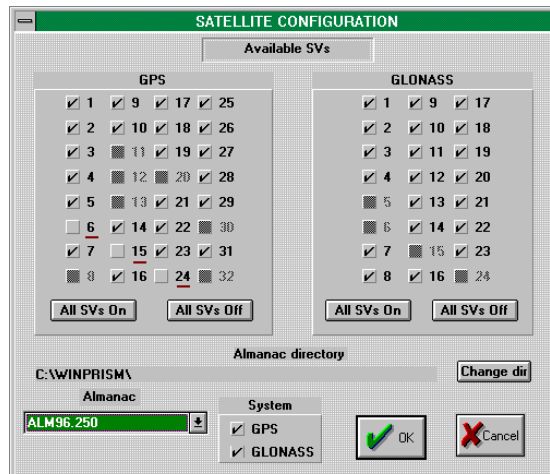 SATELLITE CONFIGURATION
Available SVs
GPS
1 9 17 25
2 10 18 26
3 11 19 27
4 12 20 28
5 13 21 29
6 14 22 30
7 15 23 31
8 16 24 32
All SVs On All SVs Off
GLONASS
1 9 17
2 10 18
3 11 19
4 12 20
5 13 21
6 14 22
7 15 23
8 16 24
All SVs On All SVs Off
Almanac directory
C:\WINPRISM\
Change dir
Almanac
ALM96.250
System
GPS
GLONASS
OK
Cancel